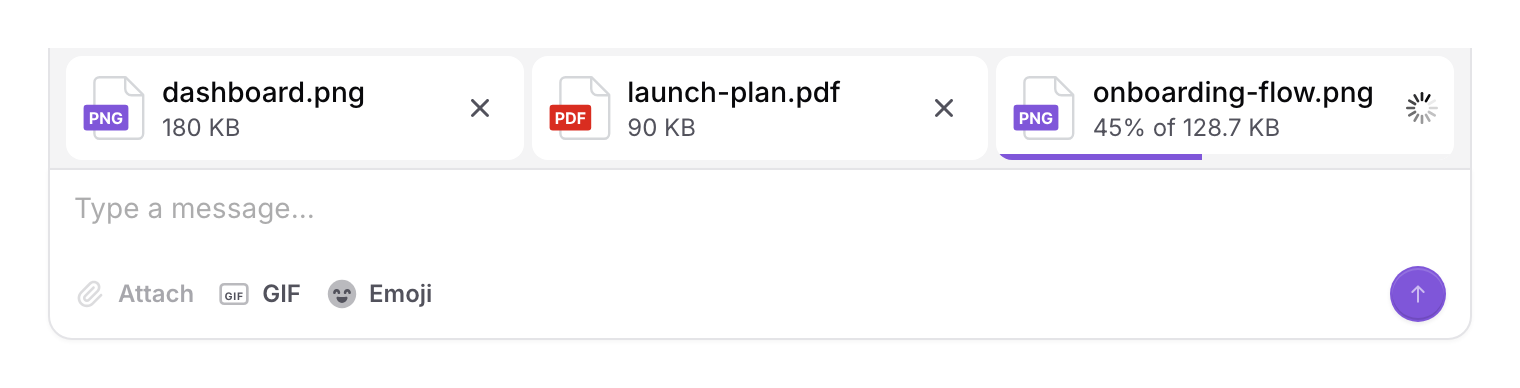 dashboard.png
PNG
180 KB
launch-plan.pdf
PDF
90 KB
onboarding-flow.png
PNG
45% of 128.7 KB
Type a message...
Attach
GIF
GIF
Emoji